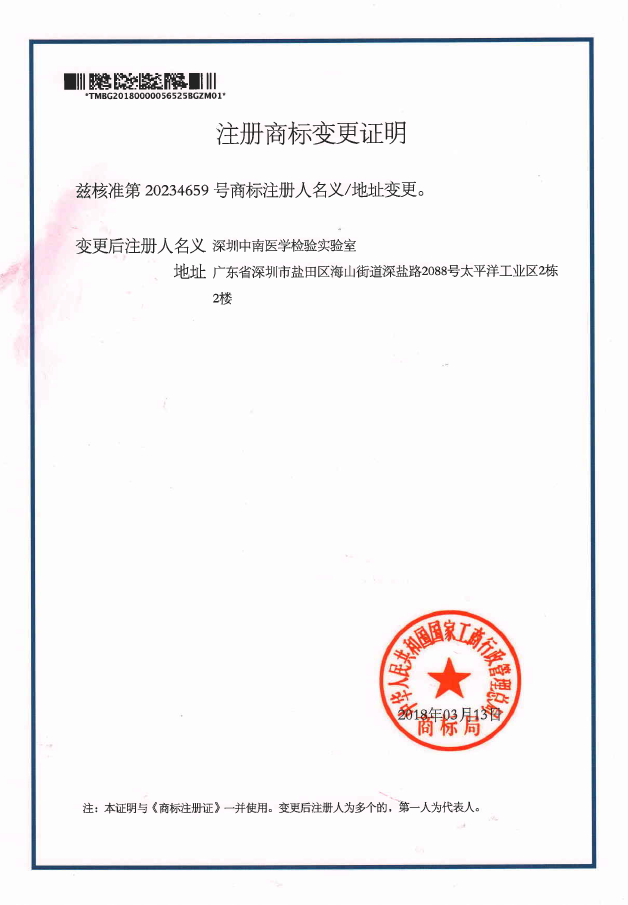 *TMBG20180000056525BGZM01*
注册商标变更证明
兹核准第 20234659 号商标注册人名义/地址变更。
变更后注册人名义 深圳中南医学检验实验室
地址 广东省深圳市盐田区海山街道深盐路2088号太平洋工业区2栋
2楼
中华人民共和国国家工商行政管理总局
2018年03月13日
商标局
注：本证明与《商标注册证》一并使用。变更后注册人为多个的，第一人为代表人。